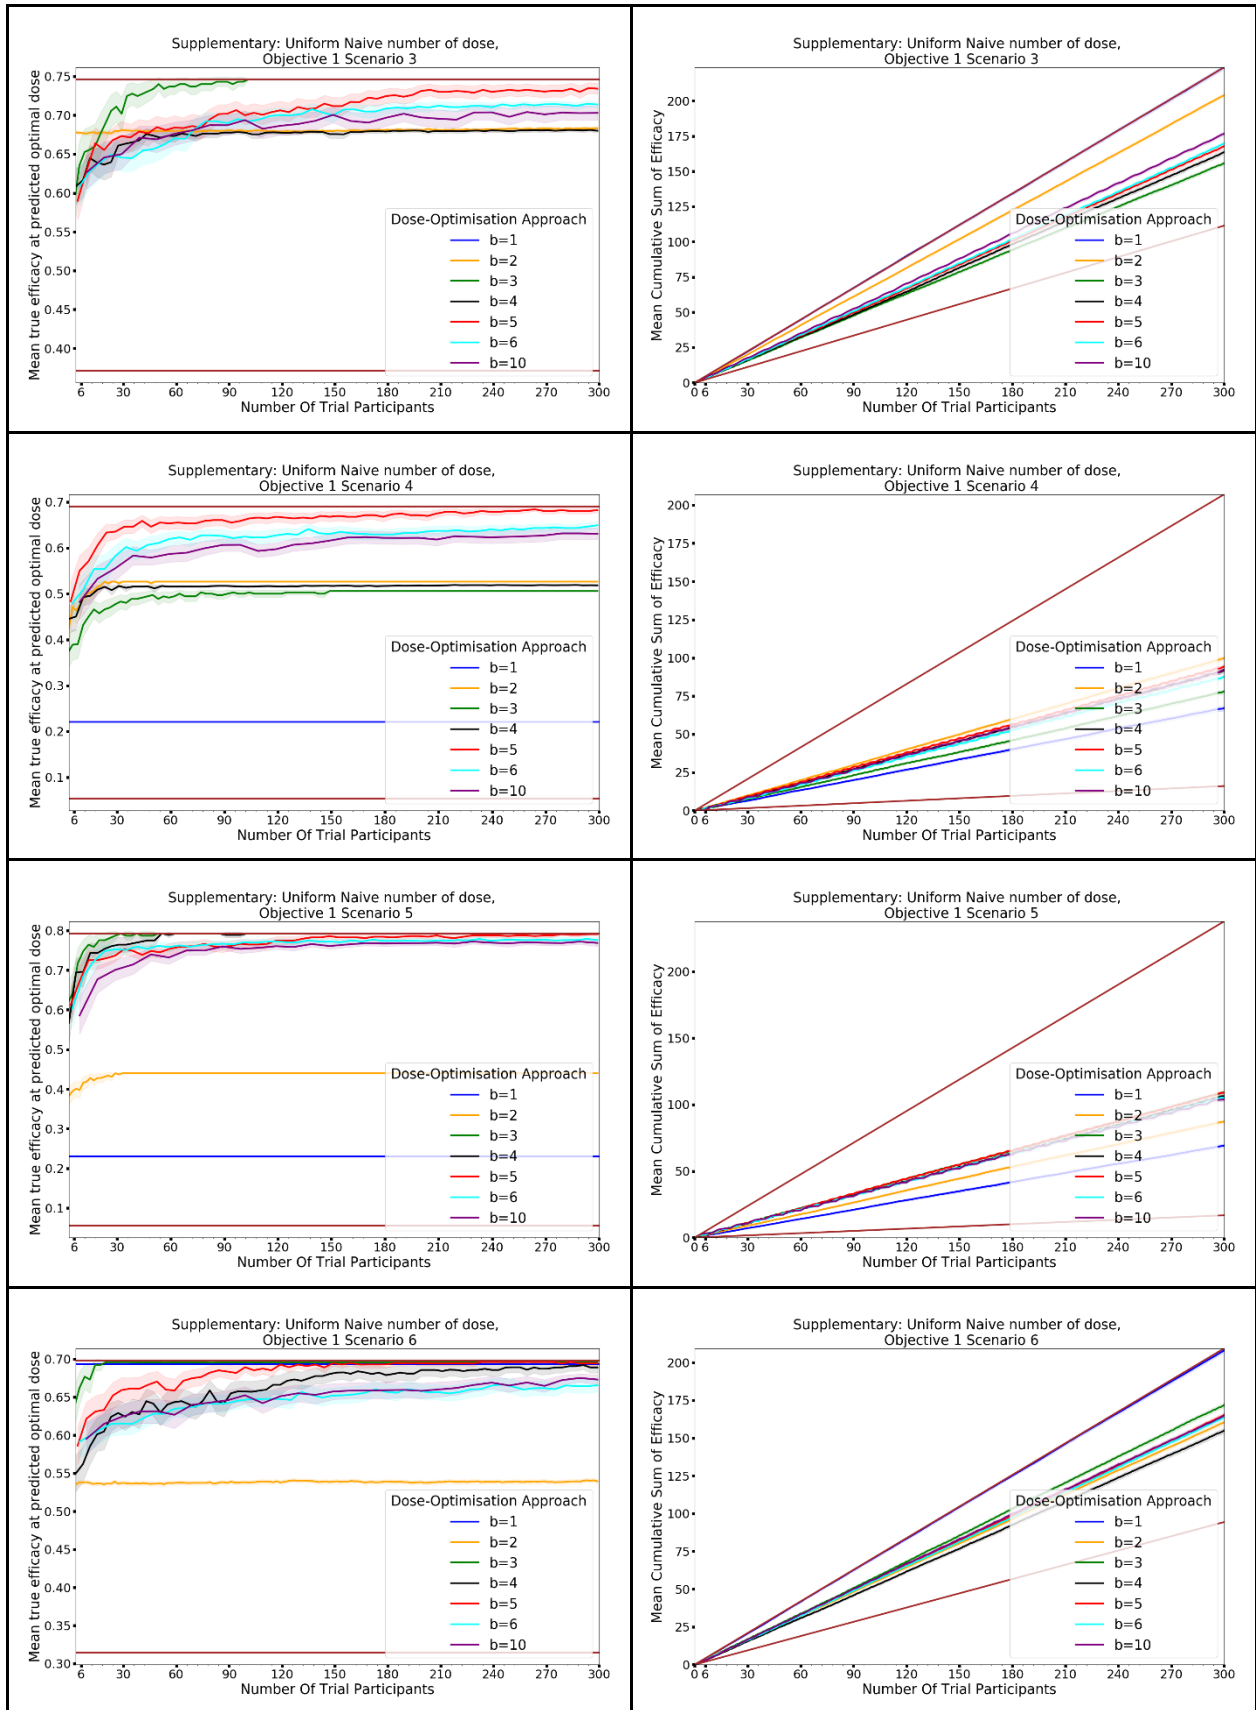 Supplementary: Uniform Naive number of dose,
Objective 1 Scenario 3
Mean true efficacy at predicted optimal dose
0.75
0.70
0.65
0.60
0.55
0.50
0.45
0.40
Dose-Optimisation Approach
b=1
b=2
b=3
b=4
b=5
b=6
b=10
6 30 60 90 120 150 180 210 240 270 300
Number Of Trial Participants
Supplementary: Uniform Naive number of dose,
Objective 1 Scenario 3
Mean Cumulative Sum of Efficacy
200
175
150
125
100
75
50
25
0
Dose-Optimisation Approach
b=1
b=2
b=3
b=4
b=5
b=6
b=10
0 6 30 60 90 120 150 180 210 240 270 300
Number Of Trial Participants
Supplementary: Uniform Naive number of dose,
Objective 1 Scenario 4
Mean true efficacy at predicted optimal dose
0.7
0.6
0.5
0.4
0.3
0.2
0.1
Dose-Optimisation Approach
b=1
b=2
b=3
b=4
b=5
b=6
b=10
6 30 60 90 120 150 180 210 240 270 300
Number Of Trial Participants
Supplementary: Uniform Naive number of dose,
Objective 1 Scenario 4
Mean Cumulative Sum of Efficacy
200
175
150
125
100
75
50
25
0
Dose-Optimisation Approach
b=1
b=2
b=3
b=4
b=5
b=6
b=10
0 6 30 60 90 120 150 180 210 240 270 300
Number Of Trial Participants
Supplementary: Uniform Naive number of dose,
Objective 1 Scenario 5
Mean true efficacy at predicted optimal dose
0.8
0.7
0.6
0.5
0.4
0.3
0.2
0.1
Dose-Optimisation Approach
b=1
b=2
b=3
b=4
b=5
b=6
b=10
6 30 60 90 120 150 180 210 240 270 300
Number Of Trial Participants
Supplementary: Uniform Naive number of dose,
Objective 1 Scenario 5
Mean Cumulative Sum of Efficacy
200
150
100
50
0
Dose-Optimisation Approach
b=1
b=2
b=3
b=4
b=5
b=6
b=10
0 6 30 60 90 120 150 180 210 240 270 300
Number Of Trial Participants
Supplementary: Uniform Naive number of dose,
Objective 1 Scenario 6
Mean true efficacy at predicted optimal dose
0.70
0.65
0.60
0.55
0.50
0.45
0.40
0.35
0.30
Dose-Optimisation Approach
b=1
b=2
b=3
b=4
b=5
b=6
b=10
6 30 60 90 120 150 180 210 240 270 300
Number Of Trial Participants
Supplementary: Uniform Naive number of dose,
Objective 1 Scenario 6
Mean Cumulative Sum of Efficacy
200
175
150
125
100
75
50
25
0
Dose-Optimisation Approach
b=1
b=2
b=3
b=4
b=5
b=6
b=10
0 6 30 60 90 120 150 180 210 240 270 300
Number Of Trial Participants